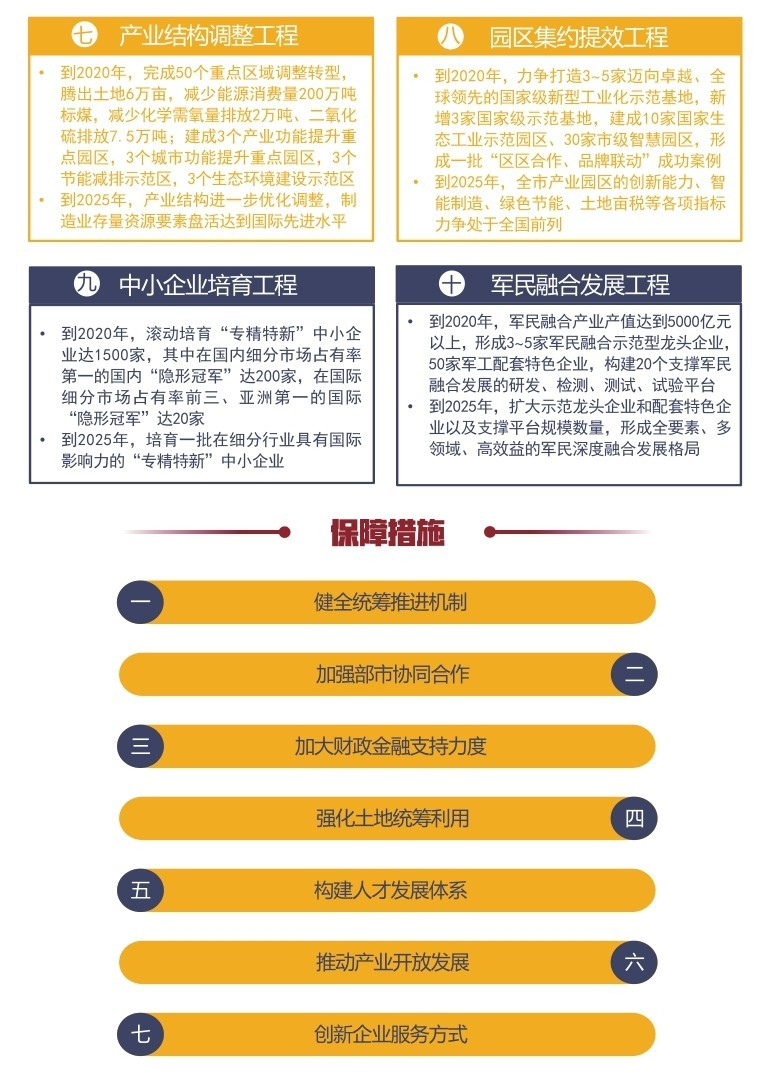 七 产业结构调整工程
• 到2020年，完成50个重点区域调整转型，
腾出土地6万亩，减少能源消费量200万吨
标煤，减少化学需氧量排放2万吨、二氧化
硫排放7.5万吨；建成3个产业功能提升重
点园区，3个城市功能提升重点园区，3个
节能减排示范区，3个生态环境建设示范区
• 到2025年，产业结构进一步优化调整，制
造业存量资源要素盘活达到国际先进水平
八 园区集约提效工程
• 到2020年，力争打造3~5家迈向卓越、全
球领先的国家级新型工业化示范基地，新
增3家国家级示范基地，建成10家国家生
态工业示范园区、30家市级智慧园区，形
成一批“区区合作、品牌联动”成功案例
• 到2025年，全市产业园区的创新能力、智
能制造、绿色节能、土地亩税等各项指标
力争处于全国前列
九 中小企业培育工程
• 到2020年，滚动培育“专精特新”中小企
业达1500家，其中在国内细分市场占有率
第一的国内“隐形冠军”达200家，在国际
细分市场占有率前三、亚洲第一的国际
“隐形冠军”达20家
• 到2025年，培育一批在细分行业具有国际
影响力的“专精特新”中小企业
十 军民融合发展工程
• 到2020年，军民融合产业产值达到5000亿元
以上，形成3~5家军民融合示范型龙头企业，
50家军工配套特色企业，构建20个支撑军民
融合发展的研发、检测、测试、试验平台
• 到2025年，扩大示范龙头企业和配套特色企
业以及支撑平台规模数量，形成全要素、多
领域、高效益的军民深度融合发展格局
保障措施
一 健全统筹推进机制
加强部市协同合作 二
三 加大财政金融支持力度
强化土地统筹利用 四
五 构建人才发展体系
推动产业开放发展 六
七 创新企业服务方式